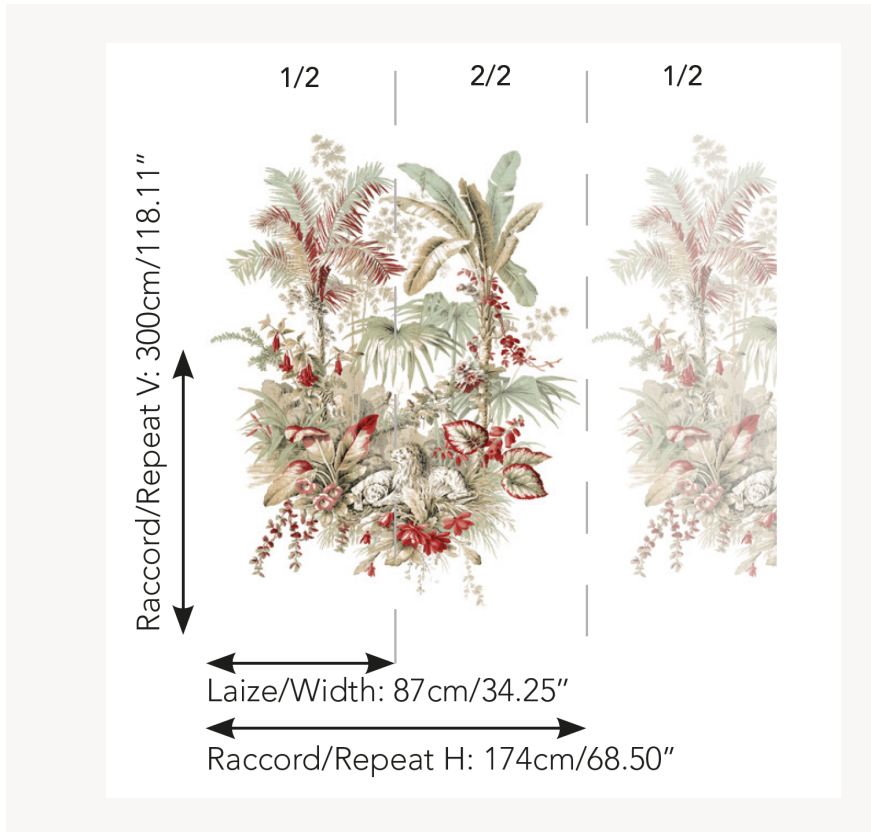 1/2
2/2
1/2
Raccord/Repeat V: 300cm/118.11”
Laize/Width: 87cm/34.25”
Raccord/Repeat H: 174cm/68.50”